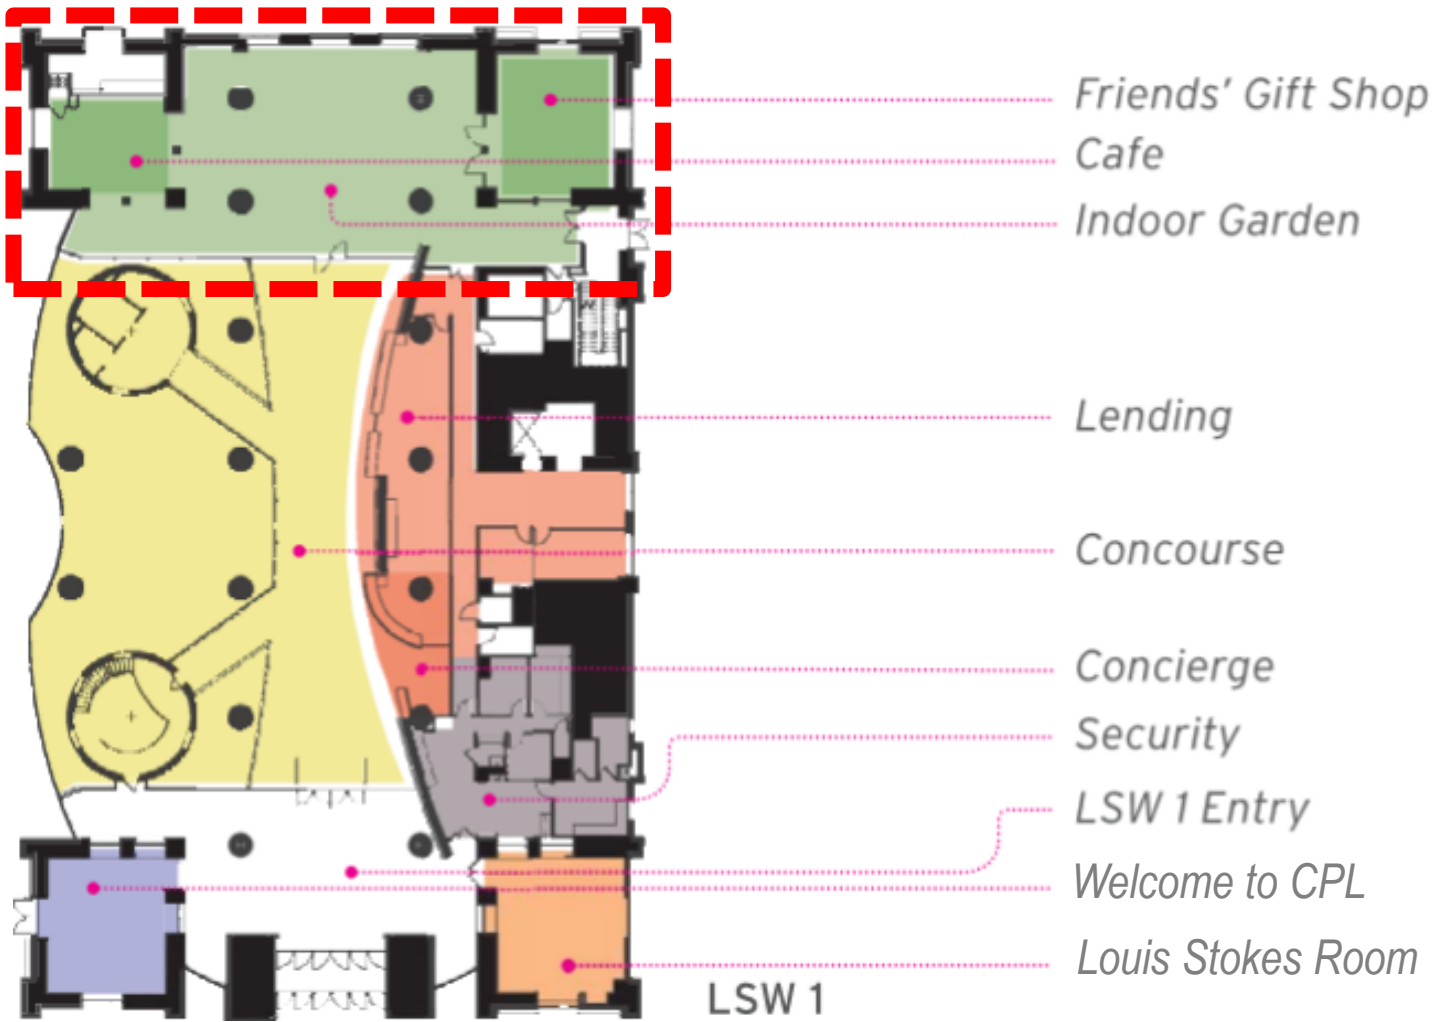 Friends' Gift Shop
Cafe
Indoor Garden
Lending
Concourse
Concierge
Security
LSW 1 Entry
Welcome to CPL
Louis Stokes Room
LSW 1